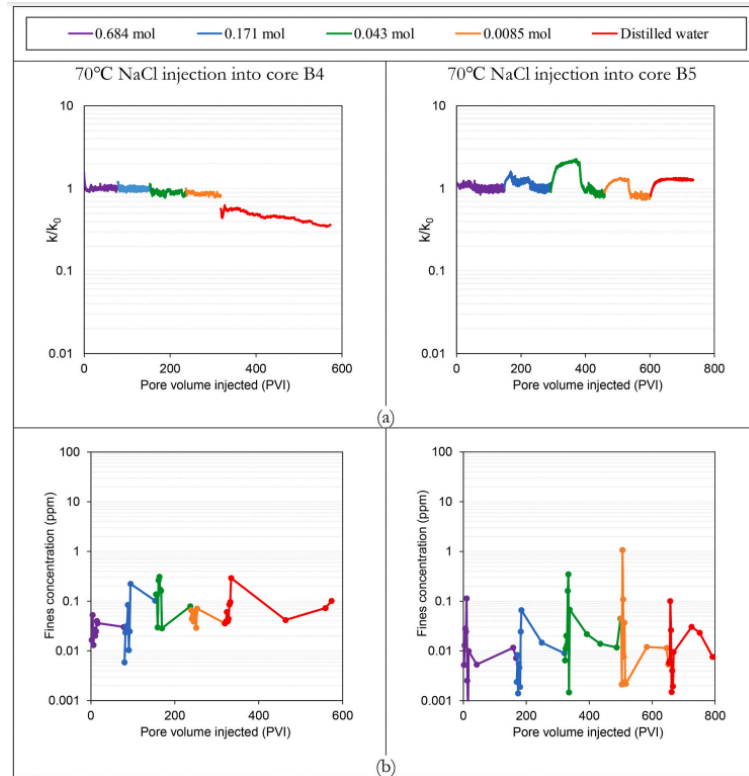 0.684 mol 0.171 mol 0.043 mol 0.0085 mol Distilled water
70°C NaCl injection into core B4
10
1
0.1
0.01
k/k0
0 200 400 600
Pore volume injected (PVI)
70°C NaCl injection into core B5
10
1
0.1
0.01
k/k0
0 200 400 600 800
Pore volume injected (PVI)
(a)
100
10
1
0.1
0.01
0.001
Fines concentration (ppm)
0 200 400 600
Pore volume injected (PVI)
100
10
1
0.1
0.01
0.001
Fines concentration (ppm)
0 200 400 600 800
Pore volume injected (PVI)
(b)